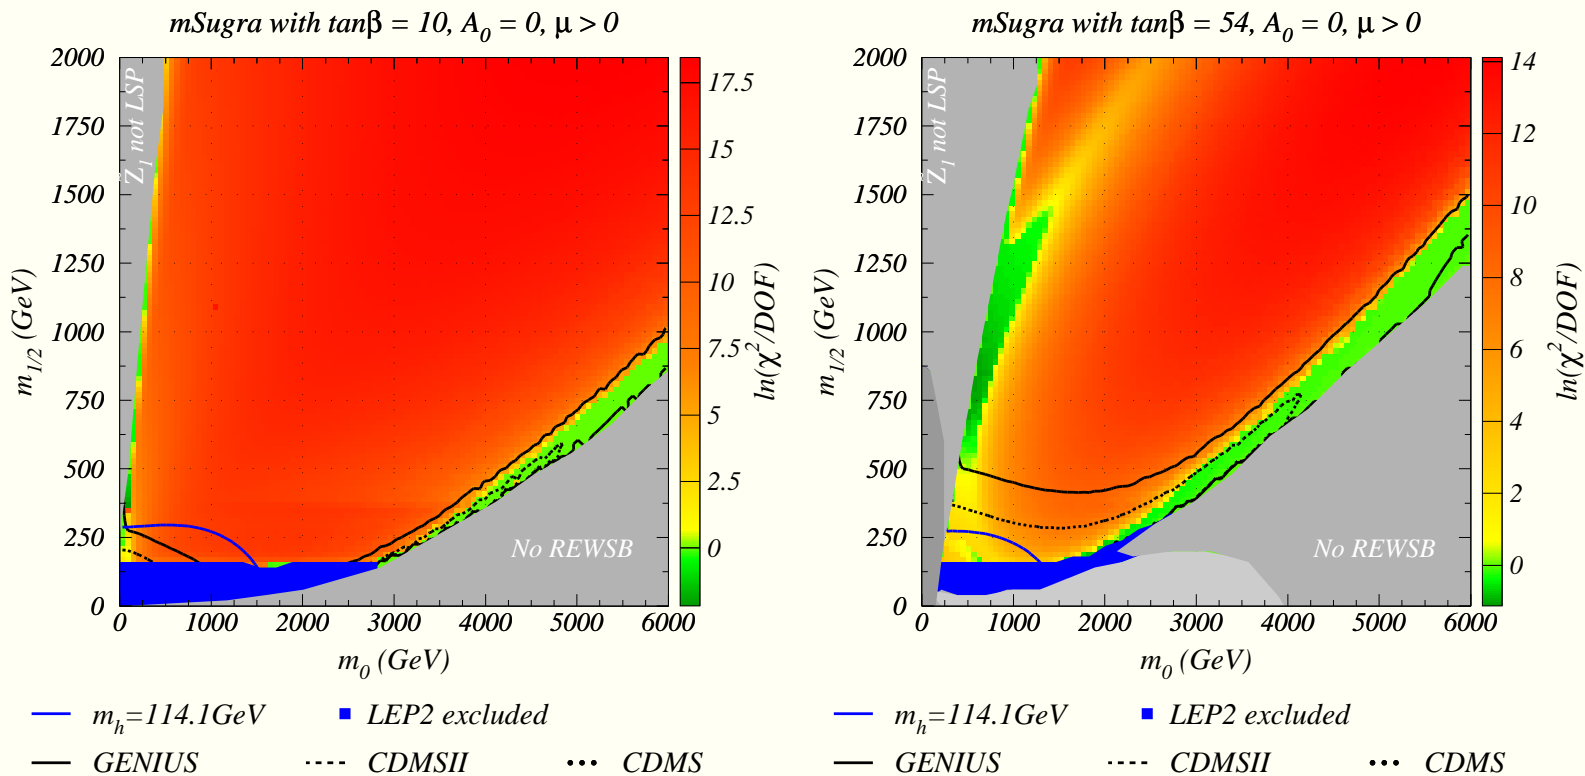 mSugra with tanβ = 10, A0 = 0, μ > 0
2000
1750
1500
1250
1000
750
500
250
0
m1/2 (GeV)
Z̃1 not LSP
No REWSB
0 1000 2000 3000 4000 5000 6000
m0 (GeV)
17.5
15
12.5
10
7.5
5
2.5
0
ln(χ2/DOF)
mh=114.1GeV LEP2 excluded
GENIUS CDMSII CDMS
mSugra with tanβ = 54, A0 = 0, μ > 0
2000
1750
1500
1250
1000
750
500
250
0
m1/2 (GeV)
Z̃1 not LSP
No REWSB
0 1000 2000 3000 4000 5000 6000
m0 (GeV)
14
12
10
8
6
4
2
0
ln(χ2/DOF)
mh=114.1GeV LEP2 excluded
GENIUS CDMSII CDMS